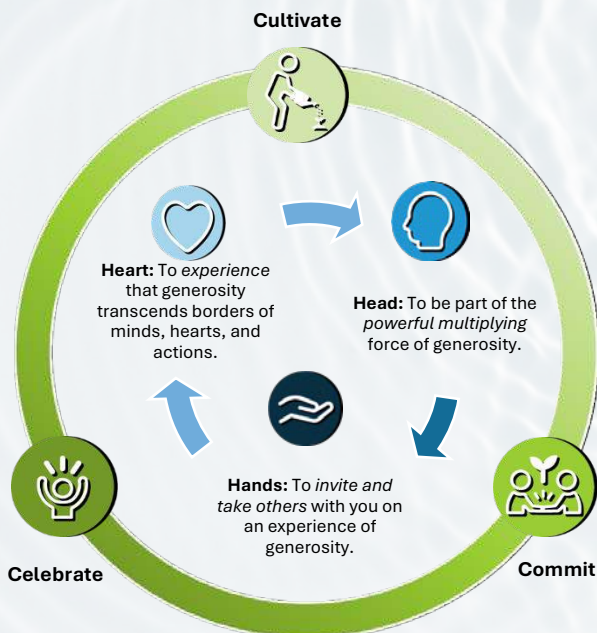 Cultivate
Heart: To experience
that generosity
transcends borders of
minds, hearts, and
actions.
Head: To be part of the
powerful multiplying
force of generosity.
Hands: To invite and
take others with you on
an experience of
generosity.
Celebrate
Commit